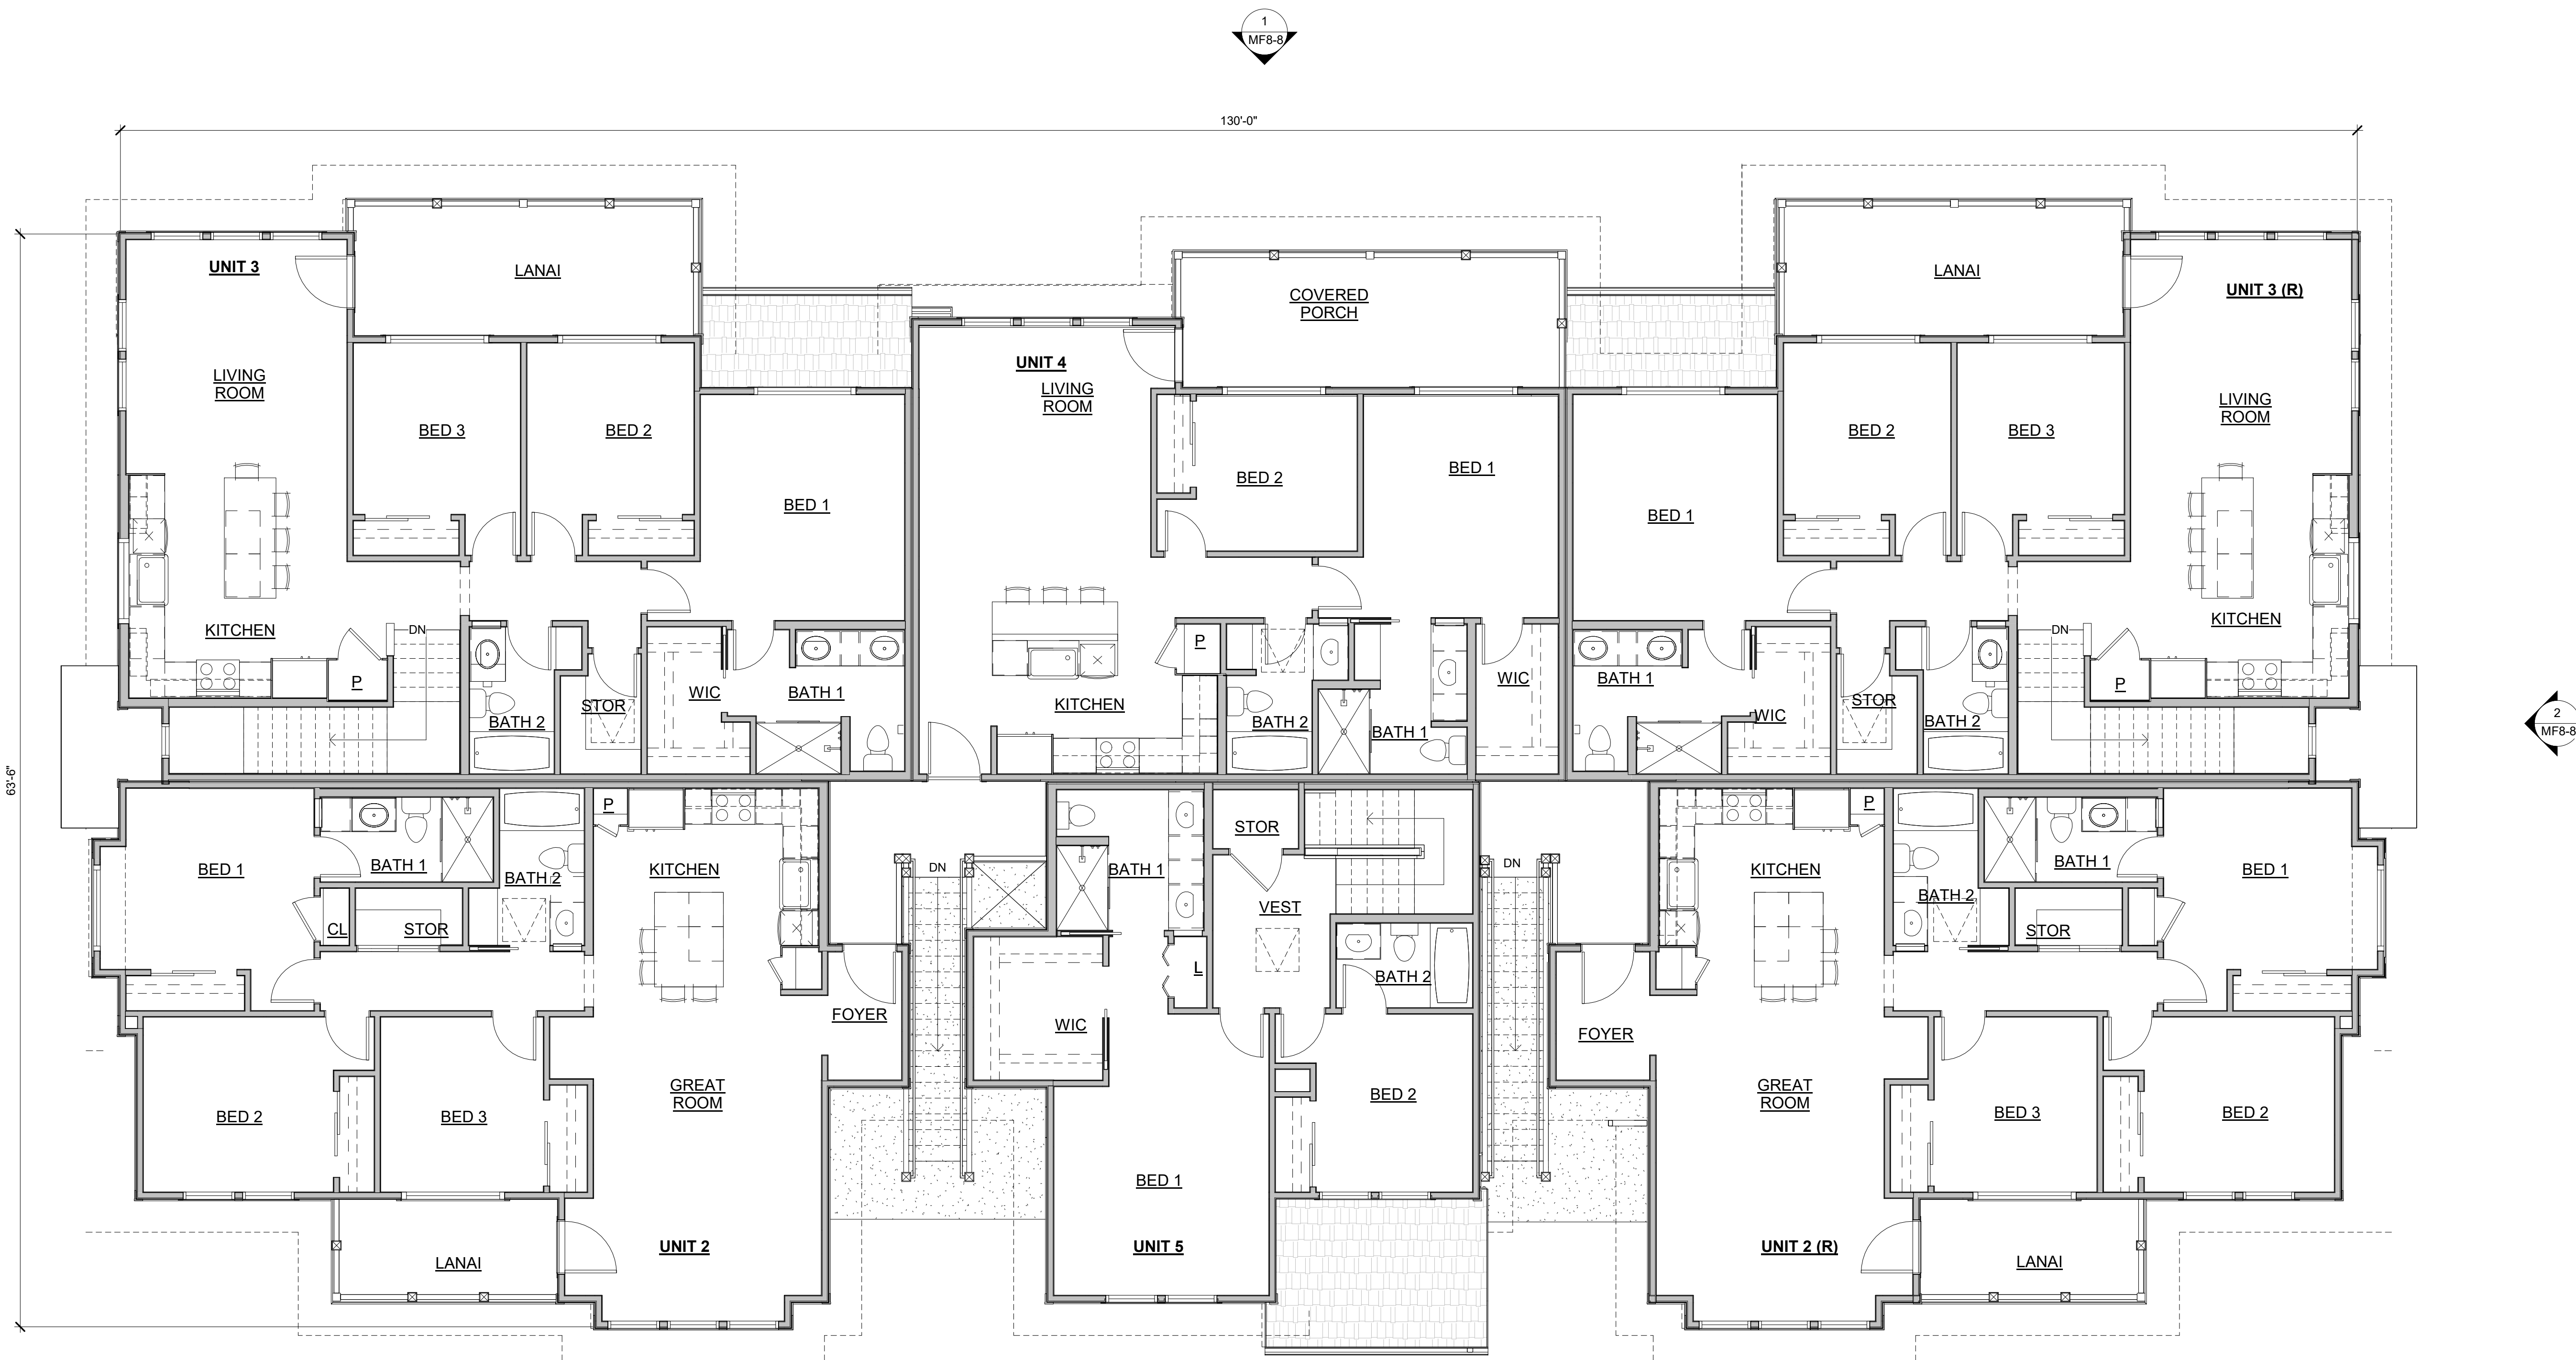 1
MF8-8
130'-0"
UNIT 3
LANAI
LIVING
ROOM
BED 3
BED 2
BED 1
KITCHEN
DN
P
BATH 2
STOR
WIC
BATH 1
UNIT 4
LIVING
ROOM
COVERED
PORCH
BED 2
BED 1
P
KITCHEN
BATH 2
BATH 1
WIC
LANAI
UNIT 3 (R)
LIVING
ROOM
BED 1
BED 2
BED 3
KITCHEN
DN
P
BATH 1
WIC
STOR
BATH 2
2
MF8-8
63'-6"
BED 1
BATH 1
BATH 2
CL
STOR
P
KITCHEN
FOYER
BED 2
BED 3
GREAT
ROOM
LANAI
UNIT 2
DN
BATH 1
STOR
VEST
L
BATH 2
WIC
BED 2
BED 1
UNIT 5
DN
P
KITCHEN
BATH 1
BATH 2
STOR
BED 1
FOYER
GREAT
ROOM
BED 3
BED 2
UNIT 2 (R)
LANAI